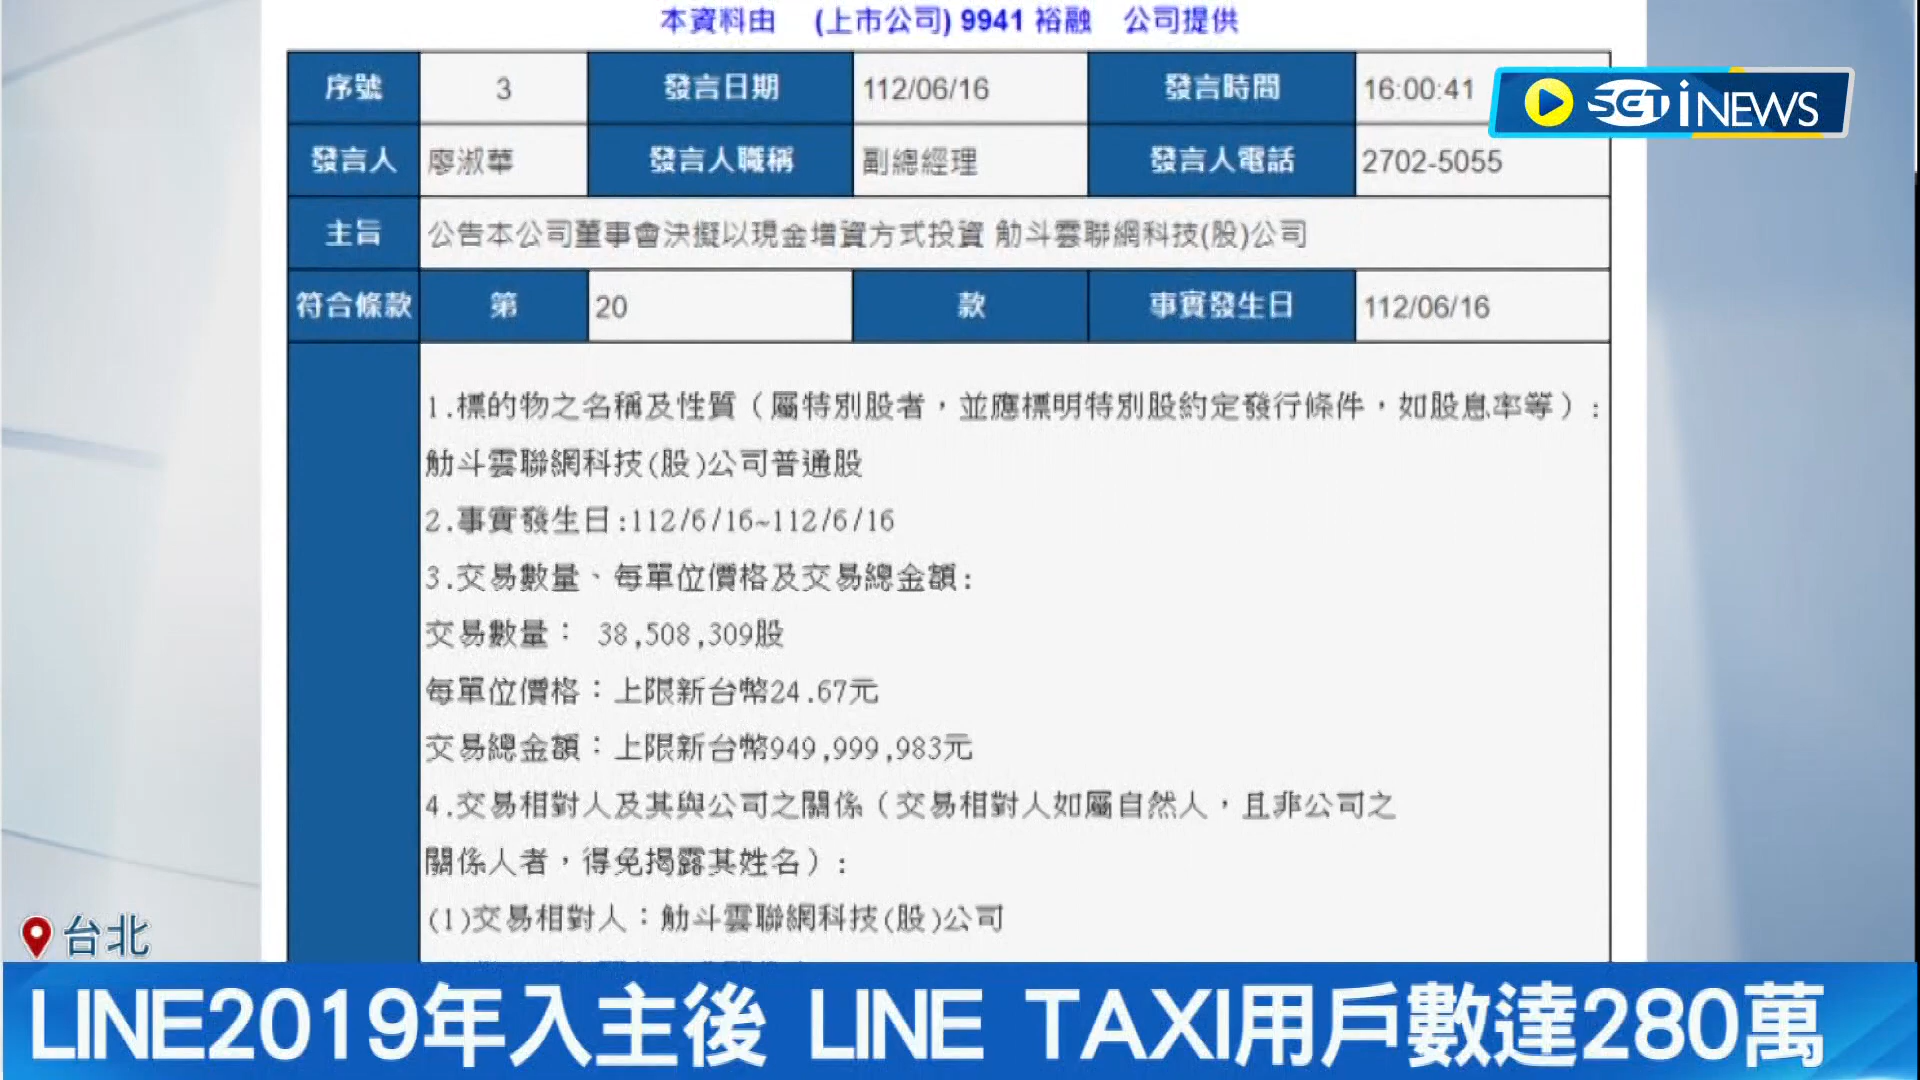 本資料由 (上市公司) 9941 裕融 公司提供
序號 3 發言日期 112/06/16 發言時間 16:00:41
SET iNEWS
發言人 廖淑華 發言人職稱 副總經理 發言人電話 2702-5055
主旨 公告本公司董事會決擬以現金增資方式投資 觔斗雲聯網科技(股)公司
符合條款 第 20 款 事實發生日 112/06/16
1.標的物之名稱及性質（屬特別股者，並應標明特別股約定發行條件，如股息率等）:
觔斗雲聯網科技(股)公司普通股
2.事實發生日:112/6/16~112/6/16
3.交易數量、每單位價格及交易總金額:
交易數量： 38,508,309股
每單位價格：上限新台幣24.67元
交易總金額：上限新台幣949,999,983元
4.交易相對人及其與公司之關係（交易相對人如屬自然人，且非公司之
關係人者，得免揭露其姓名）:
(1)交易相對人：觔斗雲聯網科技(股)公司
台北
LINE2019年入主後 LINE TAXI用戶數達280萬